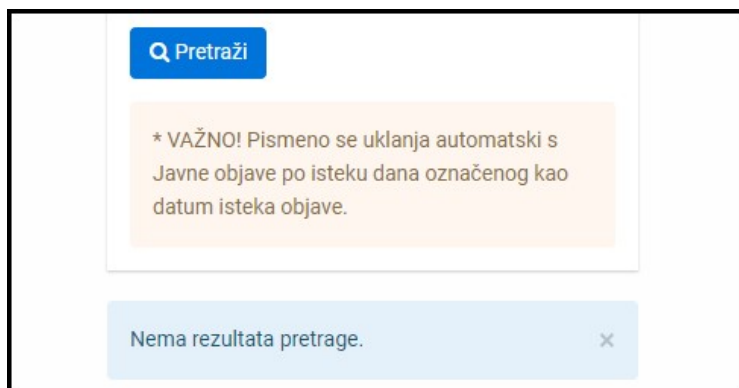 Pretraži
* VAŽNO! Pismeno se uklanja automatski s
Javne objave po isteku dana označenog kao
datum isteka objave.
Nema rezultata pretrage.
×